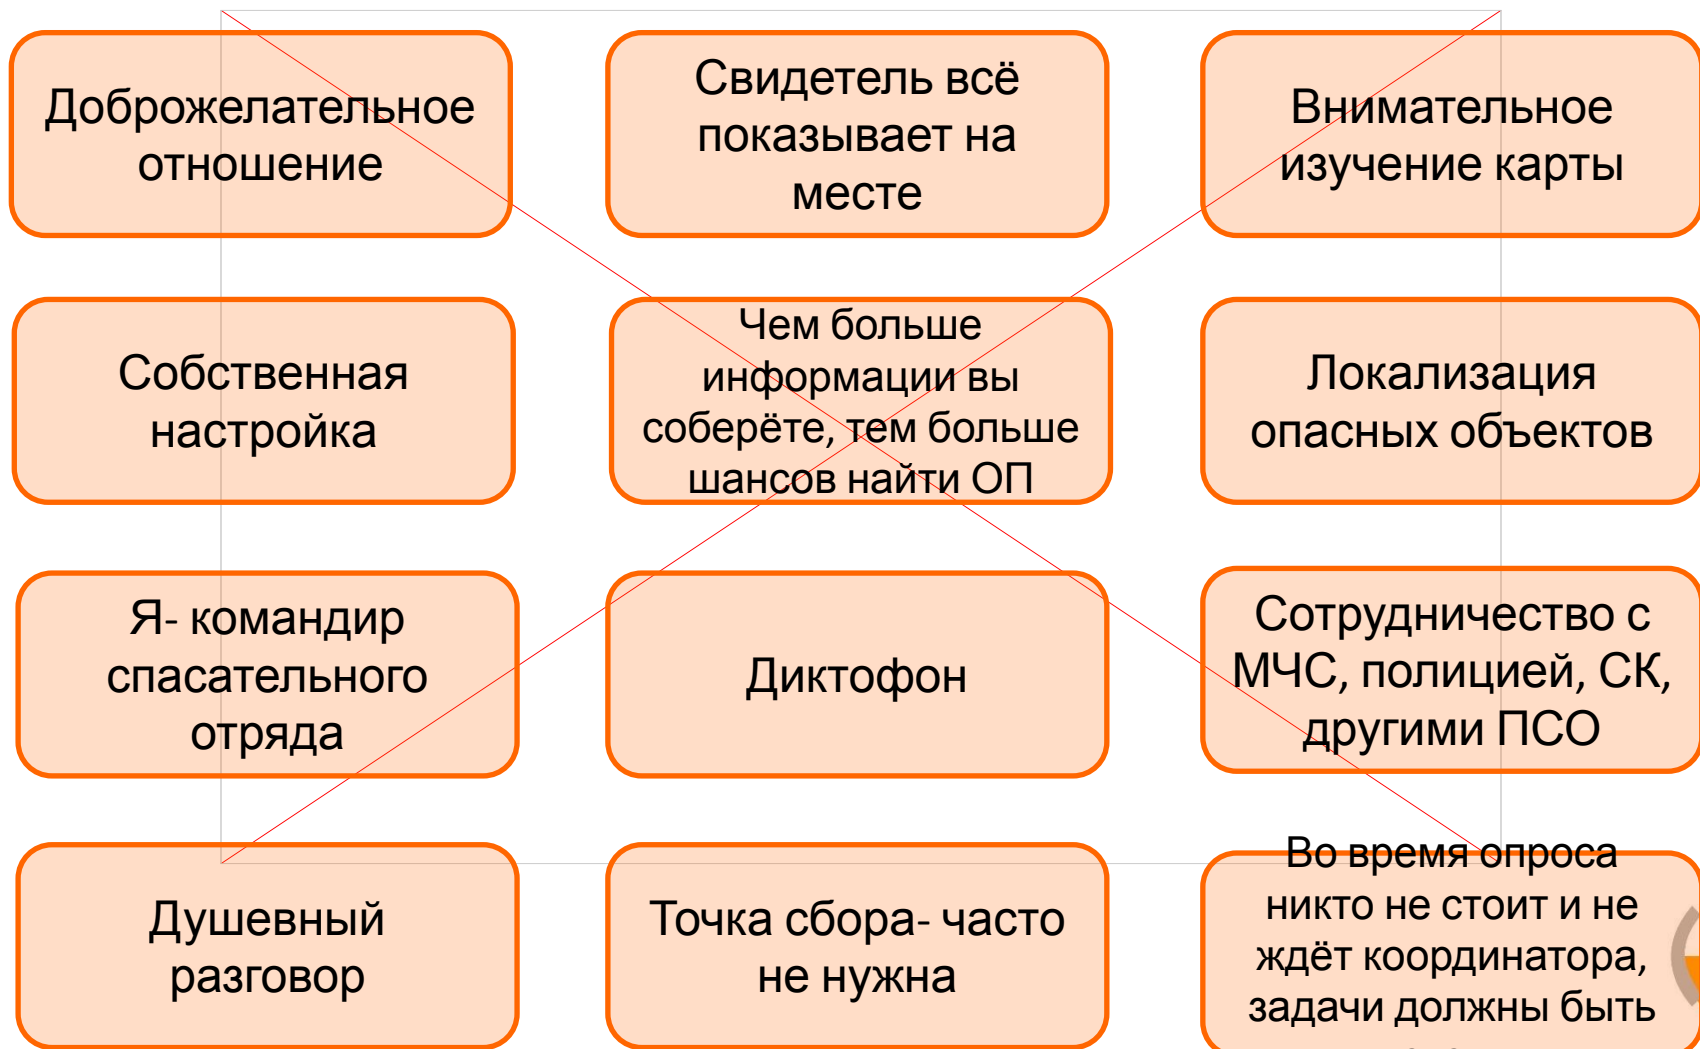 Доброжелательное
отношение
Свидетель всё
показывает на
месте
Внимательное
изучение карты
Собственная
настройка
Чем больше
информации вы
соберёте, тем больше
шансов найти ОП
Локализация
опасных объектов
Я- командир
спасательного
отряда
Диктофон
Сотрудничество с
МЧС, полицией, СК,
другими ПСО
Душевный
разговор
Точка сбора- часто
не нужна
Во время опроса
никто не стоит и не
ждёт координатора,
задачи должны быть